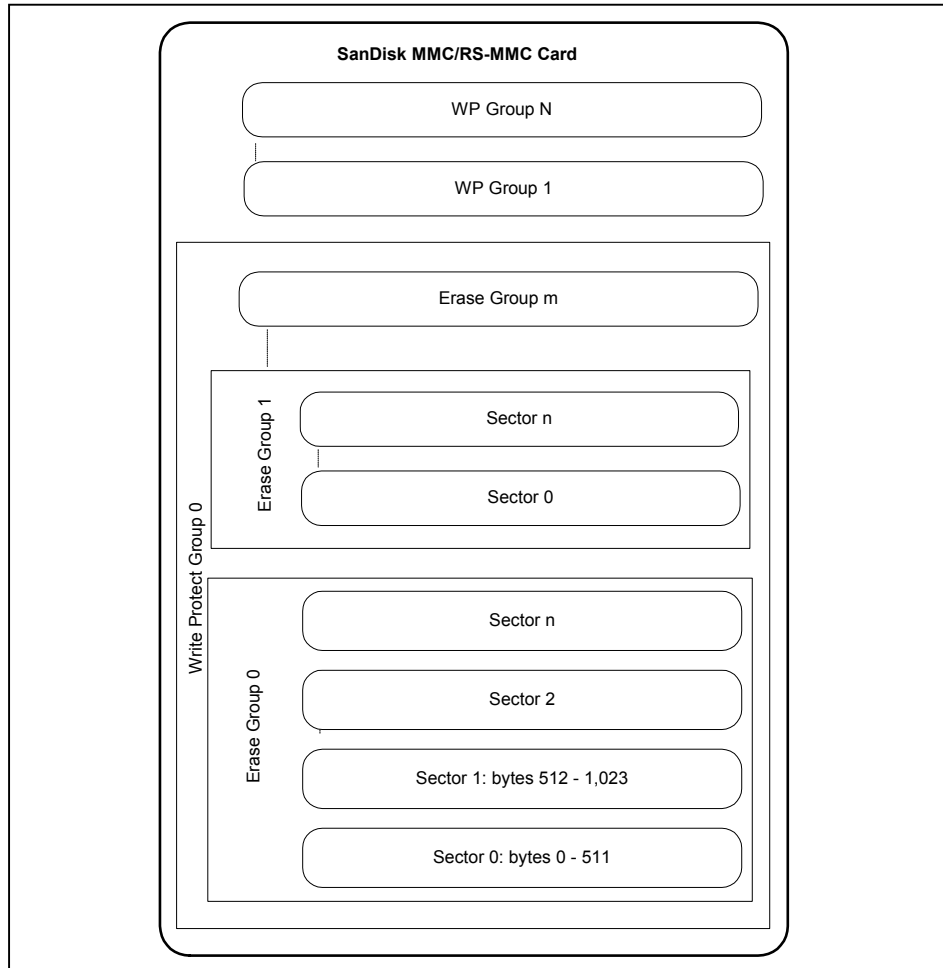 SanDisk MMC/RS-MMC Card
WP Group N
WP Group 1
Write Protect Group 0
Erase Group m
Erase Group 1
Sector n
Sector 0
Erase Group 0
Sector n
Sector 2
Sector 1: bytes 512 - 1,023
Sector 0: bytes 0 - 511